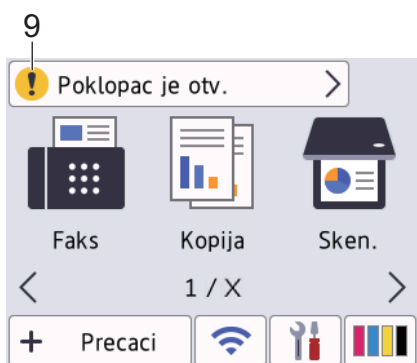 9
! Poklopac je otv. >
Faks Kopija Sken.
< 1 / X >
+ Precaci